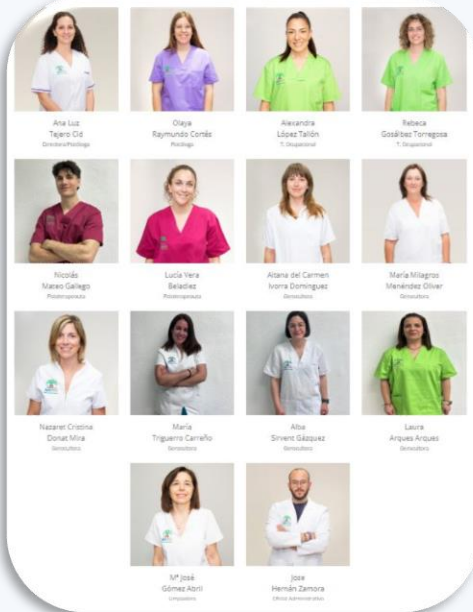 Ana Luz
Tejero Cid
Directora/Psicóloga
Olaya
Raymundo Cortés
Psicóloga
Alexandra
López Tallón
T. Ocupacional
Rebeca
Gosálbez Torregosa
T. Ocupacional
Nicolás
Mateo Gallego
Fisioterapeuta
Lucía Vera
Beladiez
Fisioterapeuta
Aitana del Carmen
Ivorra Dominguez
Gerocultora
María Milagros
Menéndez Oliver
Gerocultora
Nazaret Cristina
Donat Mira
Gerocultora
María
Triguerro Carreño
Gerocultora
Alba
Sirvent Gázquez
Gerocultora
Laura
Arques Arques
Gerocultora
Mª José
Gómez Abril
Limpiadora
Jose
Hernán Zamora
Oficial Administrativo